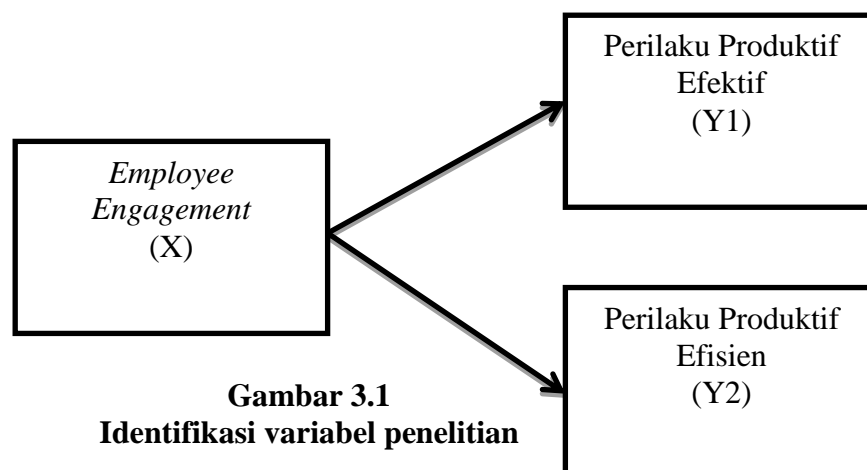 Employee
Engagement
(X)
Perilaku Produktif
Efektif
(Y1)
Perilaku Produktif
Efisien
(Y2)
Gambar 3.1
Identifikasi variabel penelitian